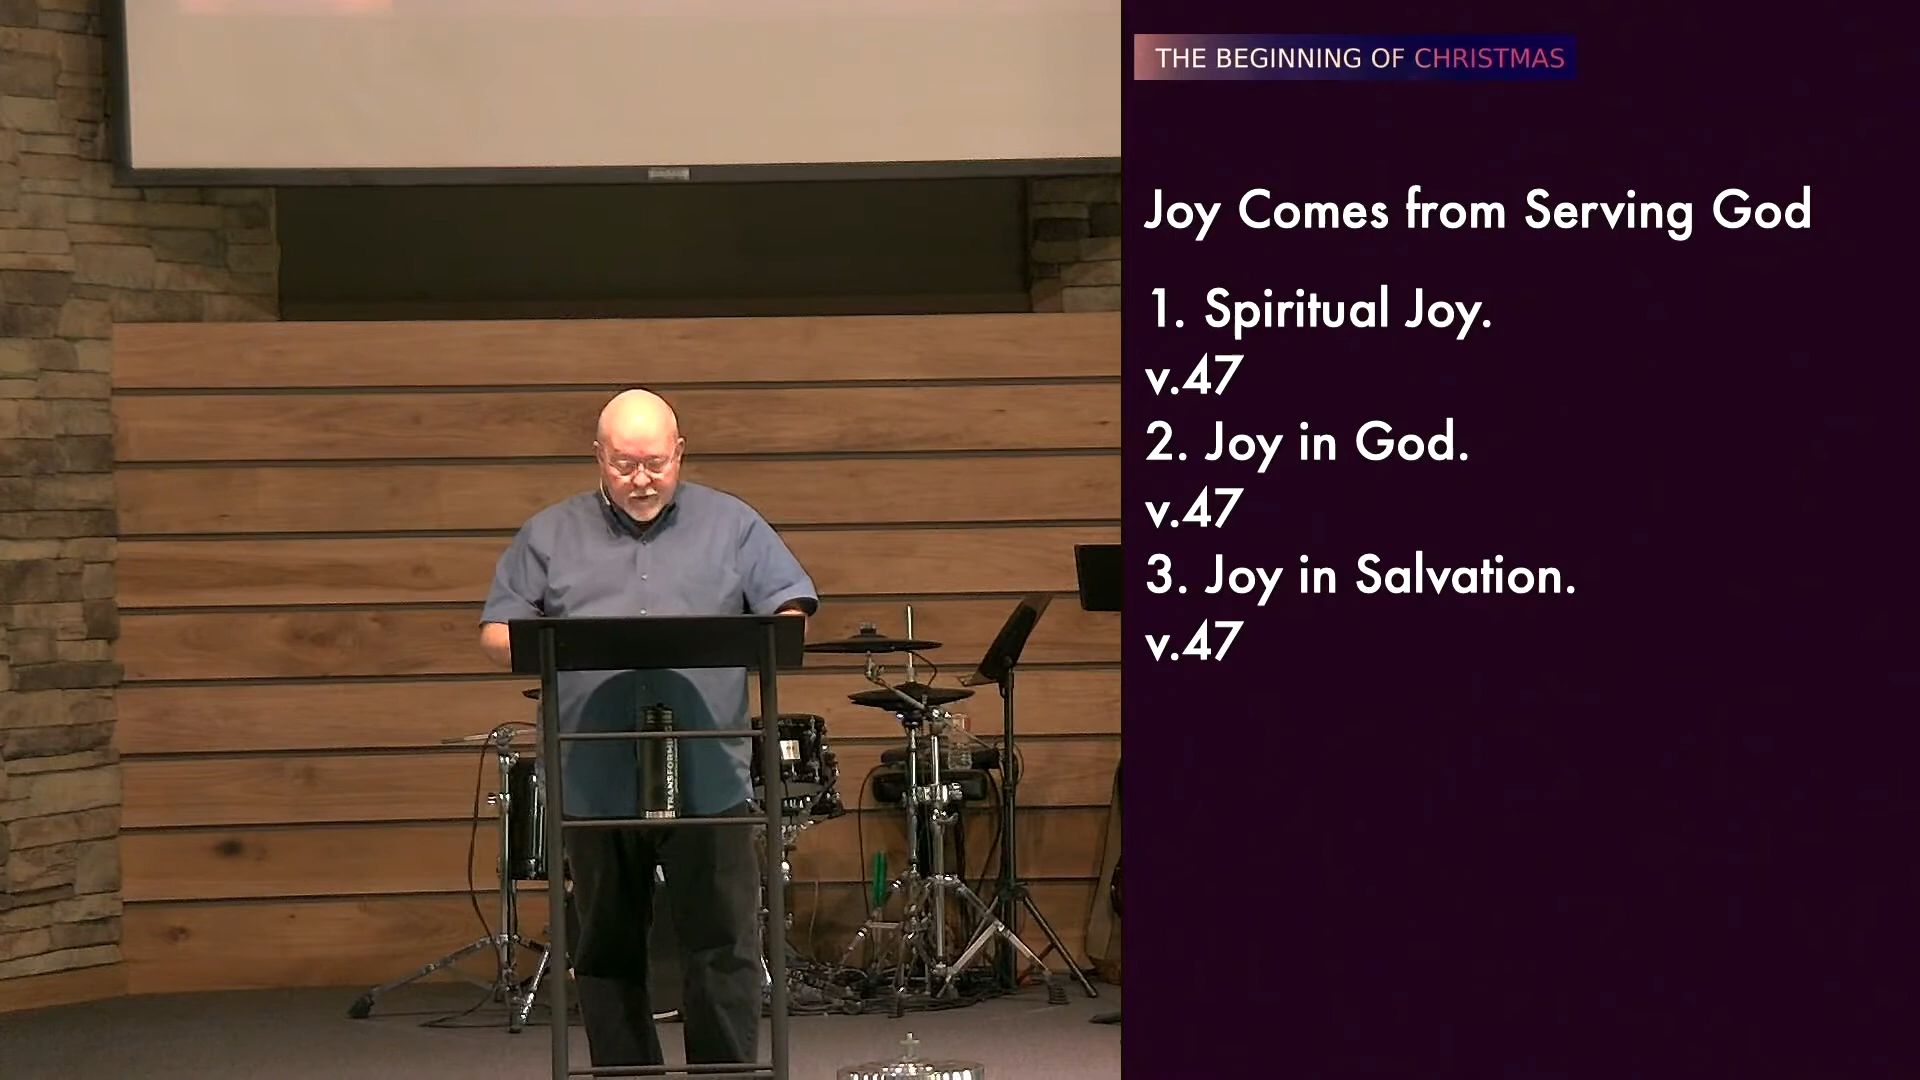 THE BEGINNING OF CHRISTMAS
Joy Comes from Serving God
1. Spiritual Joy.
v.47
2. Joy in God.
v.47
3. Joy in Salvation.
v.47
TRANSFORMING